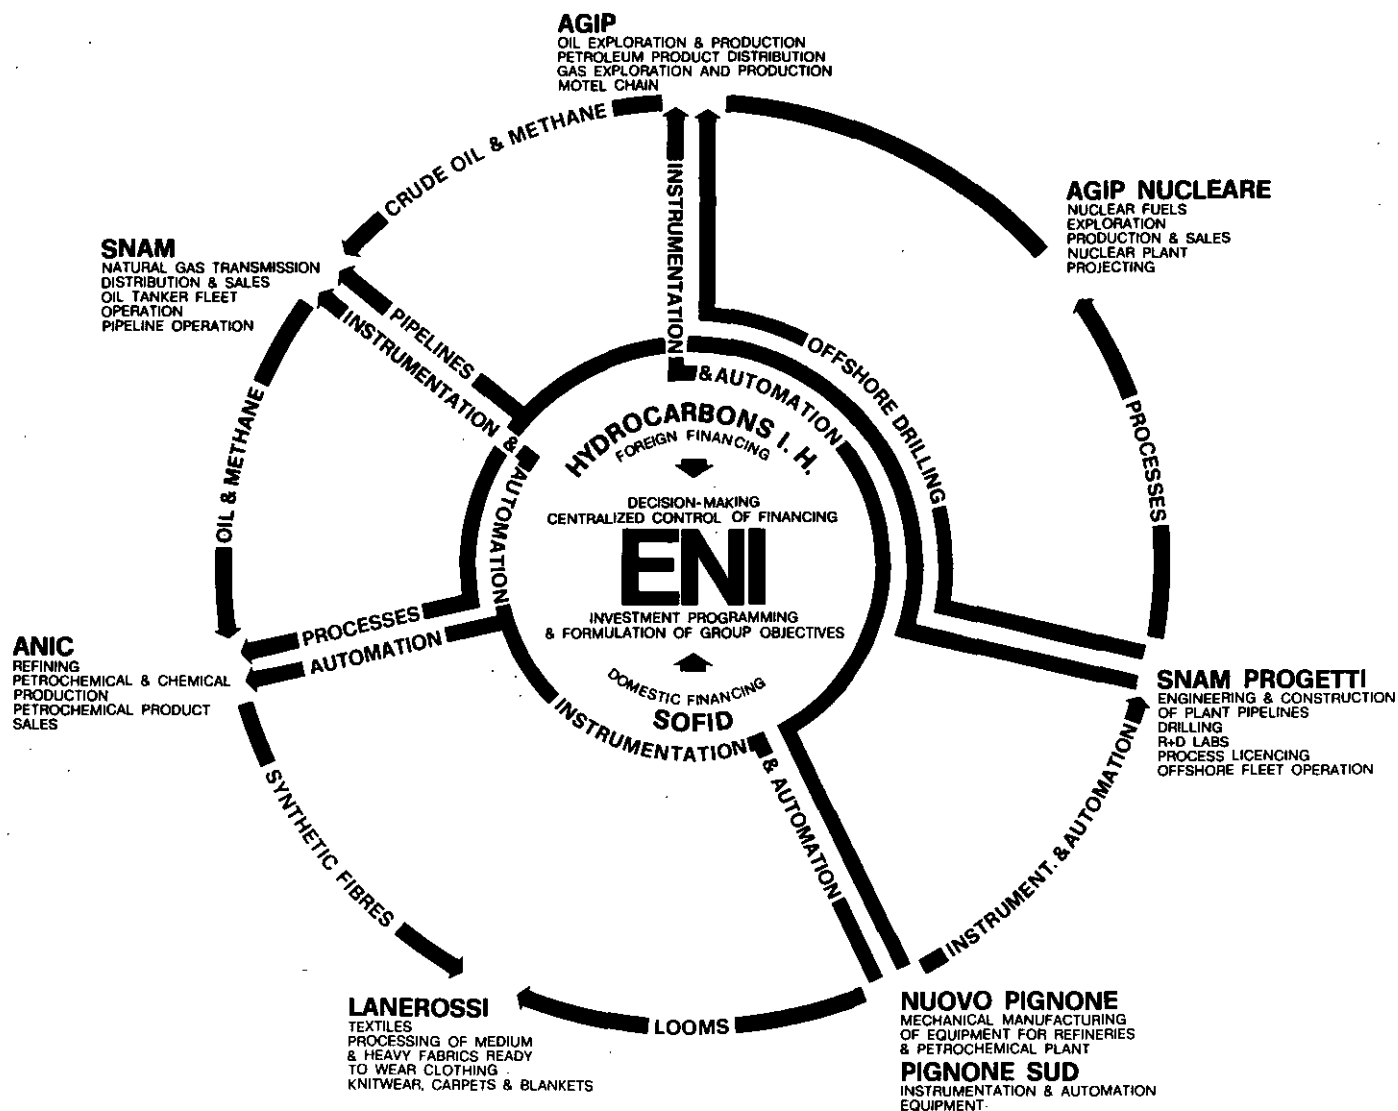 AGIP
OIL EXPLORATION & PRODUCTION
PETROLEUM PRODUCT DISTRIBUTION
GAS EXPLORATION AND PRODUCTION
MOTEL CHAIN
CRUDE OIL & METHANE
INSTRUMENTATION
& AUTOMATION
OFFSHORE DRILLING
AGIP NUCLEARE
NUCLEAR FUELS
EXPLORATION
PRODUCTION & SALES
NUCLEAR PLANT
PROJECTING
SNAM
NATURAL GAS TRANSMISSION
DISTRIBUTION & SALES
OIL TANKER FLEET
OPERATION
PIPELINE OPERATION
PIPELINES
INSTRUMENTATION &
AUTOMATION
PROCESSES
OIL & METHANE
HYDROCARBONS I. H.
FOREIGN FINANCING
DECISION-MAKING
CENTRALIZED CONTROL OF FINANCING
ENI
INVESTMENT PROGRAMMING
& FORMULATION OF GROUP OBJECTIVES
DOMESTIC FINANCING
SOFID
PROCESSES
AUTOMATION
ANIC
REFINING
PETROCHEMICAL & CHEMICAL
PRODUCTION
PETROCHEMICAL PRODUCT
SALES
INSTRUMENTATION
& AUTOMATION
SNAM PROGETTI
ENGINEERING & CONSTRUCTION
OF PLANT PIPELINES
DRILLING
R+D LABS
PROCESS LICENCING
OFFSHORE FLEET OPERATION
INSTRUMENT. & AUTOMATION
SYNTHETIC FIBRES
LANEROSSI
TEXTILES
PROCESSING OF MEDIUM
& HEAVY FABRICS READY
TO WEAR CLOTHING
KNITWEAR, CARPETS & BLANKETS
LOOMS
NUOVO PIGNONE
MECHANICAL MANUFACTURING
OF EQUIPMENT FOR REFINERIES
& PETROCHEMICAL PLANT
PIGNONE SUD
INSTRUMENTATION & AUTOMATION
EQUIPMENT